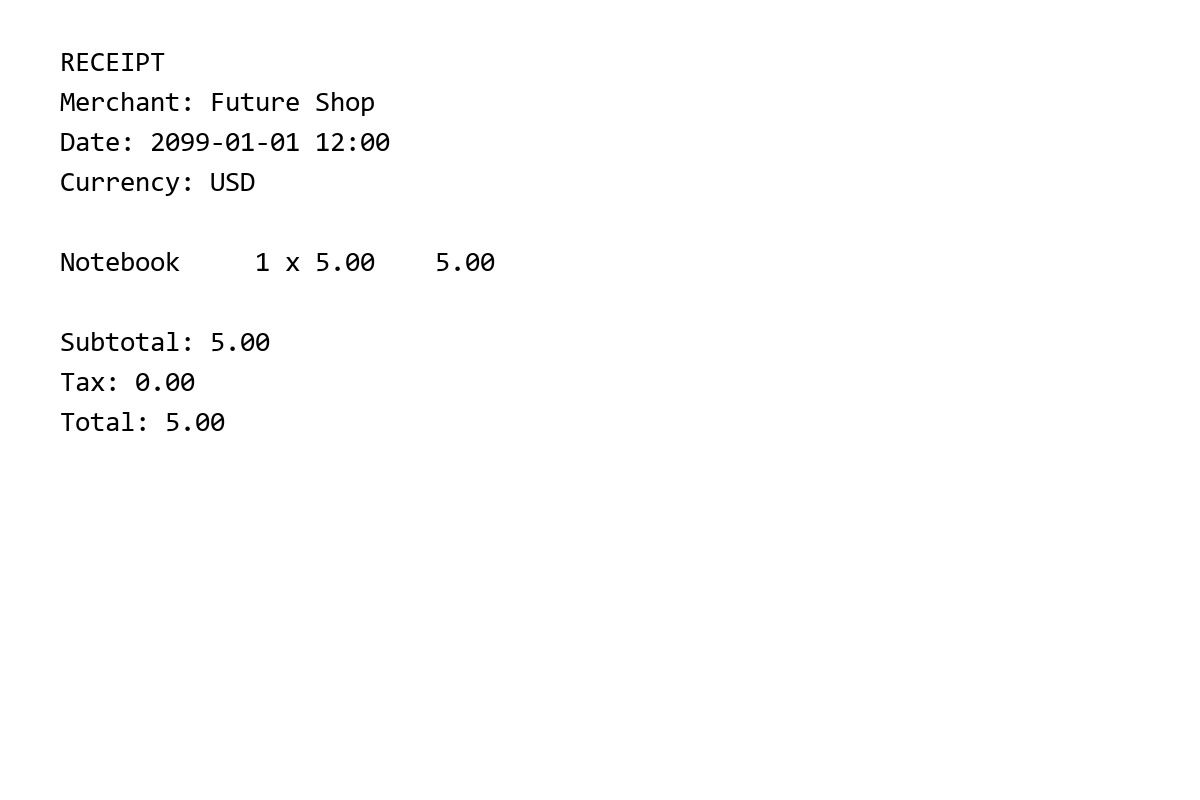 RECEIPT
Merchant: Future Shop
Date: 2099-01-01 12:00
Currency: USD
Notebook     1 x 5.00    5.00
Subtotal: 5.00
Tax: 0.00
Total: 5.00